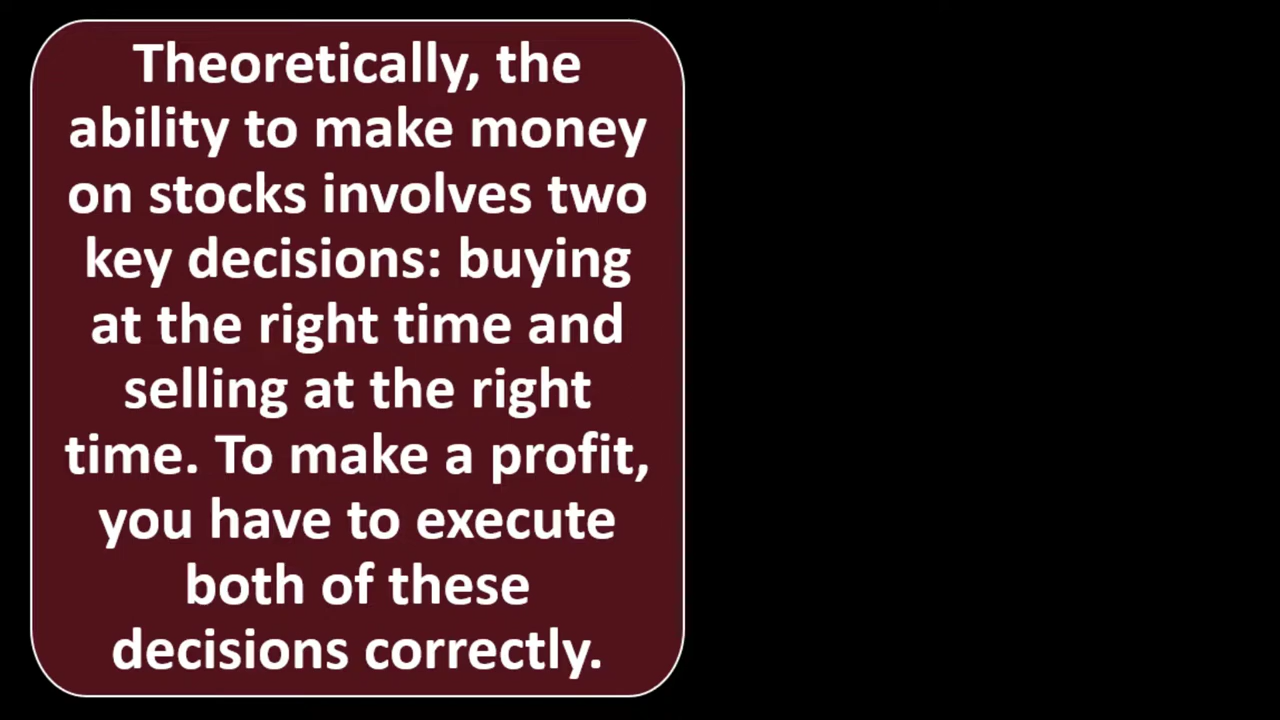 Theoretically, the
ability to make money
on stocks involves two
key decisions: buying
at the right time and
selling at the right
time. To make a profit,
you have to execute
both of these
decisions correctly.